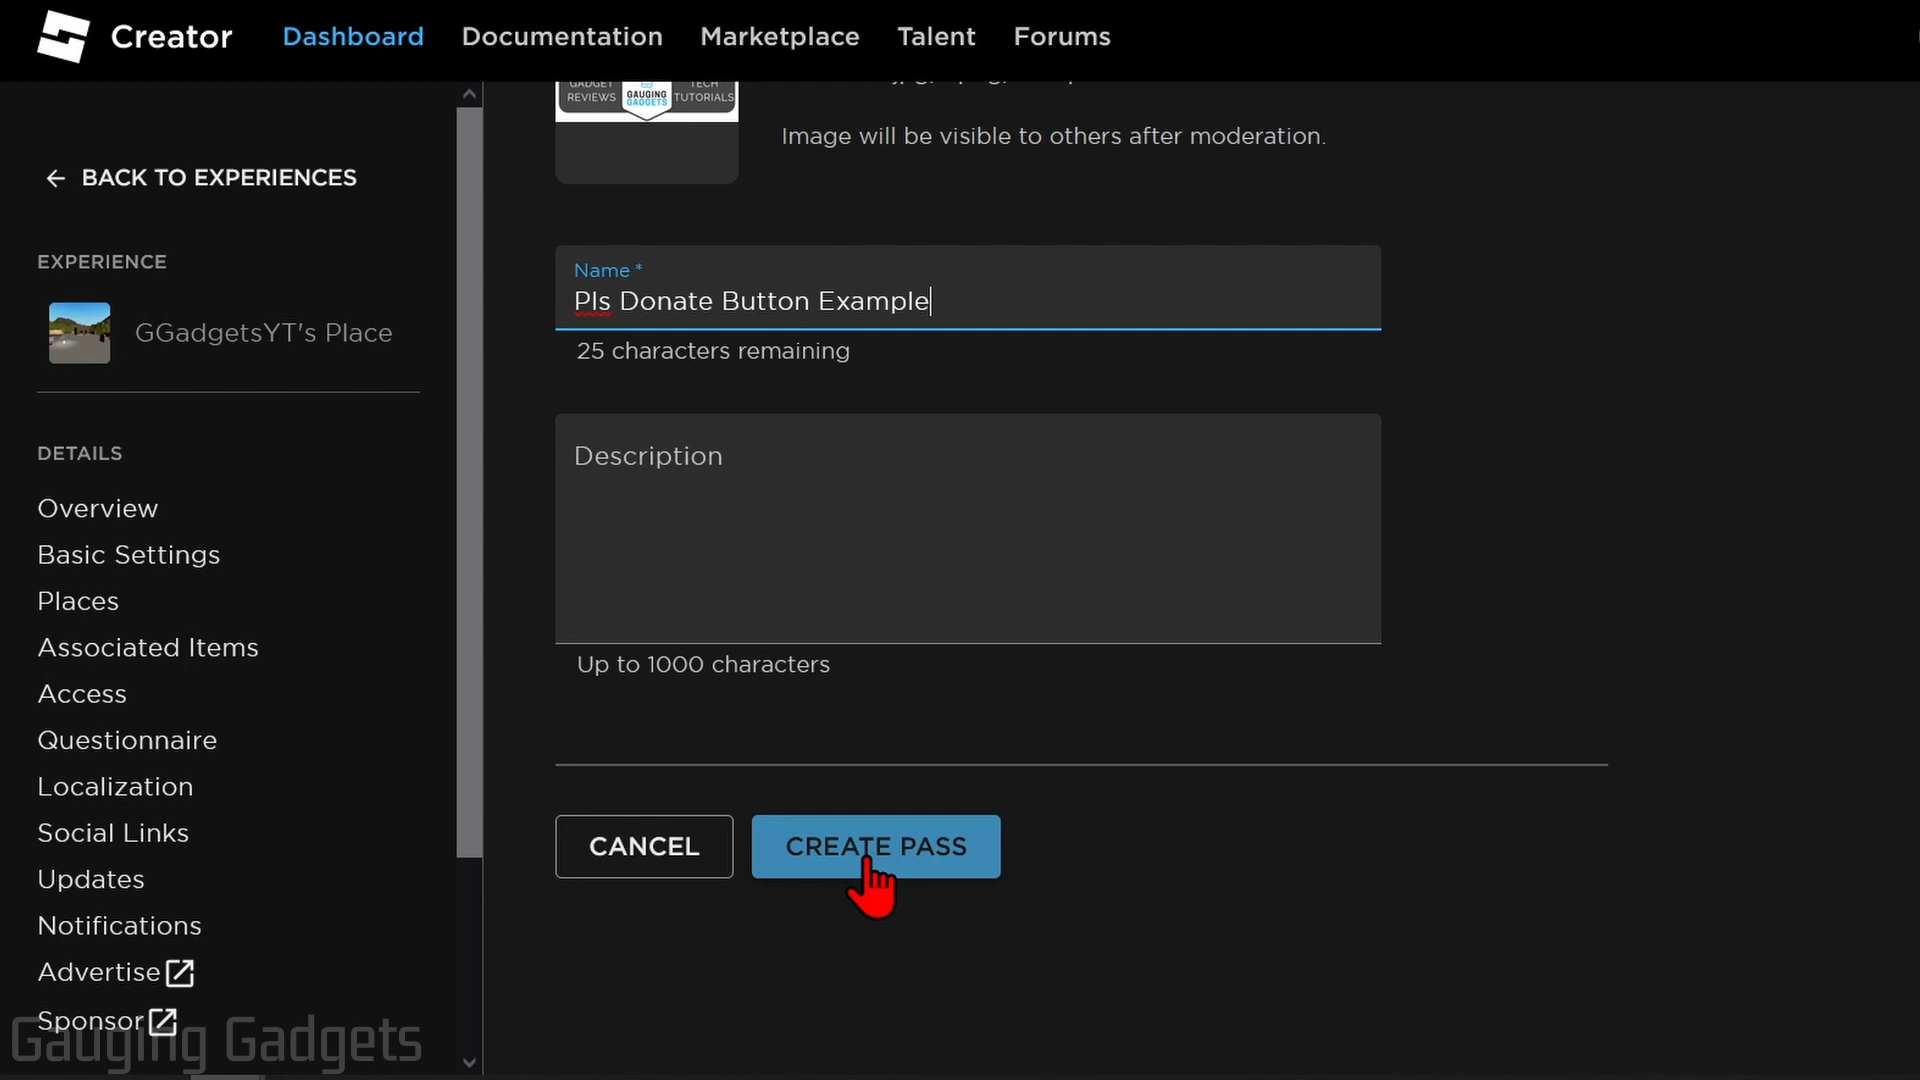 Creator Dashboard Documentation Marketplace Talent Forums
GADGET REVIEWS GAUGING GADGETS TECH TUTORIALS
Image will be visible to others after moderation.
← BACK TO EXPERIENCES
EXPERIENCE
GGadgetsYT's Place
DETAILS
Overview
Basic Settings
Places
Associated Items
Access
Questionnaire
Localization
Social Links
Updates
Notifications
Advertise
Sponsor
Name *
Pls Donate Button Example
25 characters remaining
Description
Up to 1000 characters
CANCEL
CREATE PASS
Gauging Gadgets